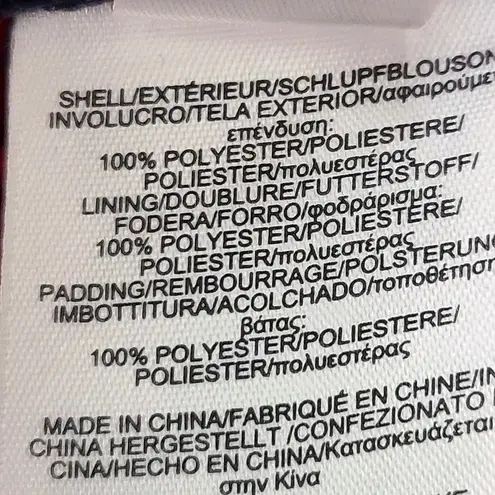 SHELL/EXTÉRIEUR/SCHLUPFBLOUSON
INVOLUCRO/TELA EXTERIOR/αφαιρούμε
επένδυση:
100% POLYESTER/POLIESTERE/
POLIESTER/πολυεστέρας
LINING/DOUBLURE/FUTTERSTOFF/
FODERA/FORRO/φοδράρισμα:
100% POLYESTER/POLIESTERE/
POLIESTER/πολυεστέρας
PADDING/REMBOURRAGE/POLSTERUNG
IMBOTTITURA/ACOLCHADO/τοποθέτηση
βάτας:
100% POLYESTER/POLIESTERE/
POLIESTER/πολυεστέρας
MADE IN CHINA/FABRIQUÉ EN CHINE/IN
CHINA HERGESTELLT /CONFEZIONATO
CINA/HECHO EN CHINA/Κατασκευάζεται
στην Κίνα